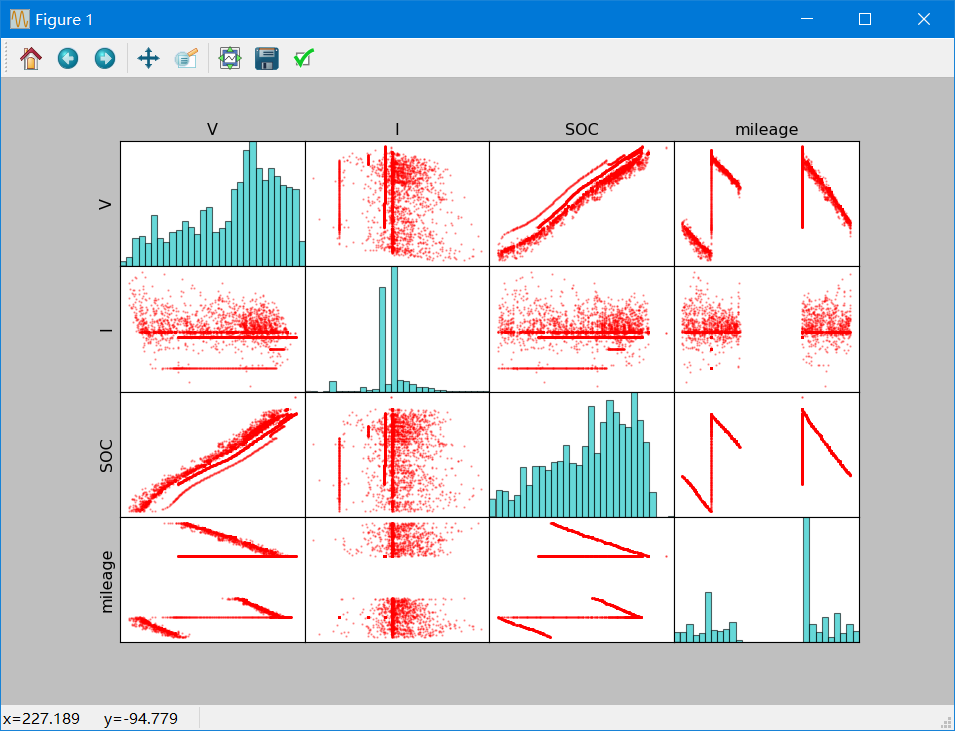 Figure 1
V I SOC mileage
V
I
SOC
mileage
x=227.189 y=-94.779